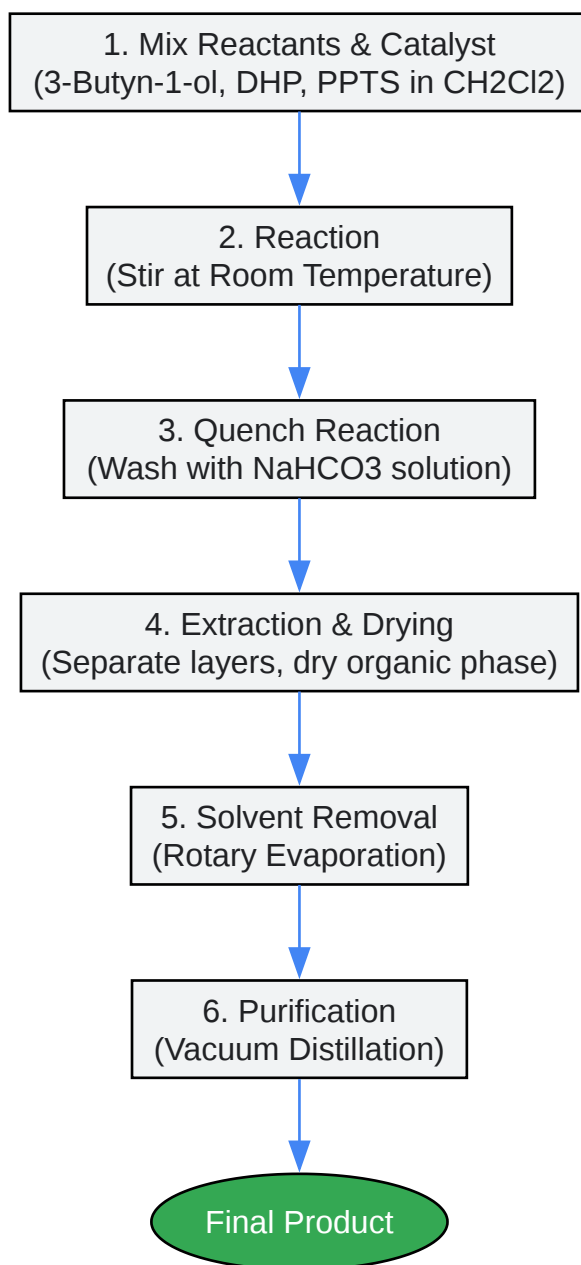 1. Mix Reactants & Catalyst
(3-Butyn-1-ol, DHP, PPTS in CH2Cl2)
2. Reaction
(Stir at Room Temperature)
3. Quench Reaction
(Wash with NaHCO3 solution)
4. Extraction & Drying
(Separate layers, dry organic phase)
5. Solvent Removal
(Rotary Evaporation)
6. Purification
(Vacuum Distillation)
Final Product